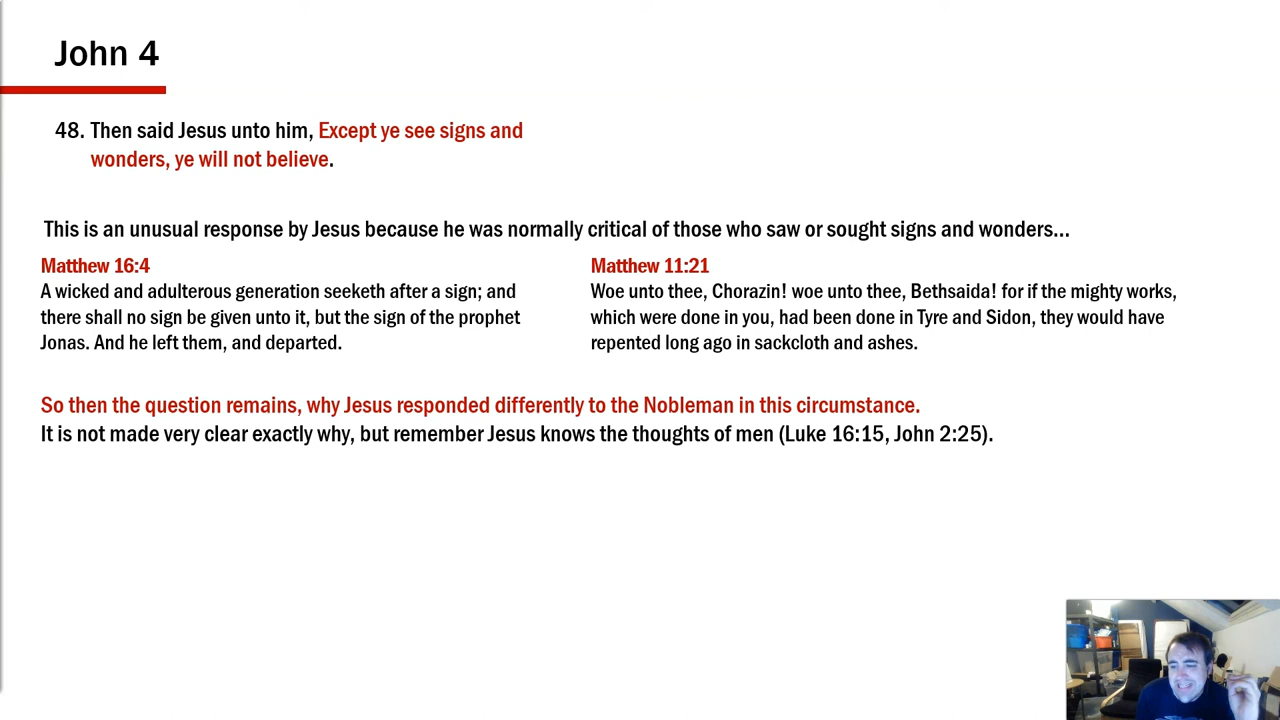 John 4
48. Then said Jesus unto him, Except ye see signs and
wonders, ye will not believe.
This is an unusual response by Jesus because he was normally critical of those who saw or sought signs and wonders...
Matthew 16:4
A wicked and adulterous generation seeketh after a sign; and
there shall no sign be given unto it, but the sign of the prophet
Jonas. And he left them, and departed.
Matthew 11:21
Woe unto thee, Chorazin! woe unto thee, Bethsaida! for if the mighty works,
which were done in you, had been done in Tyre and Sidon, they would have
repented long ago in sackcloth and ashes.
So then the question remains, why Jesus responded differently to the Nobleman in this circumstance.
It is not made very clear exactly why, but remember Jesus knows the thoughts of men (Luke 16:15, John 2:25).